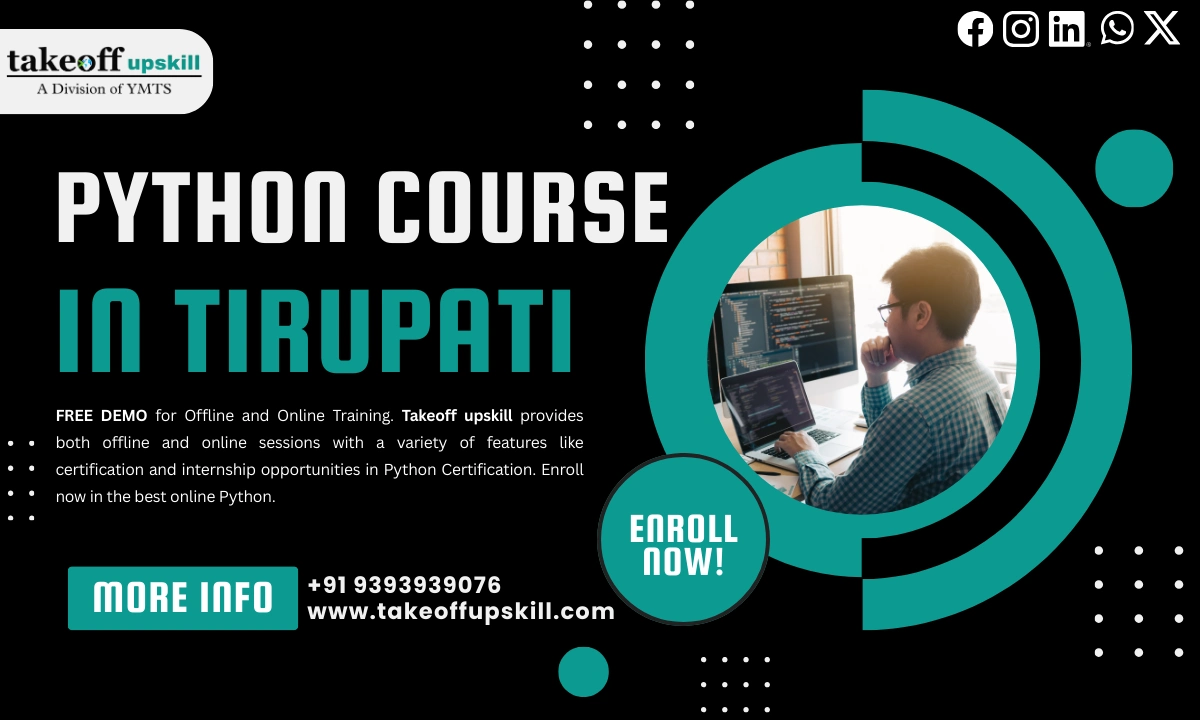 takeoff upskill
A Division of YMTS
PYTHON COURSE
IN TIRUPATI
FREE DEMO for Offline and Online Training. Takeoff upskill provides
both offline and online sessions with a variety of features like
certification and internship opportunities in Python Certification. Enroll
now in the best online Python.
ENROLL
NOW!
MORE INFO
+91 9393939076
www.takeoffupskill.com